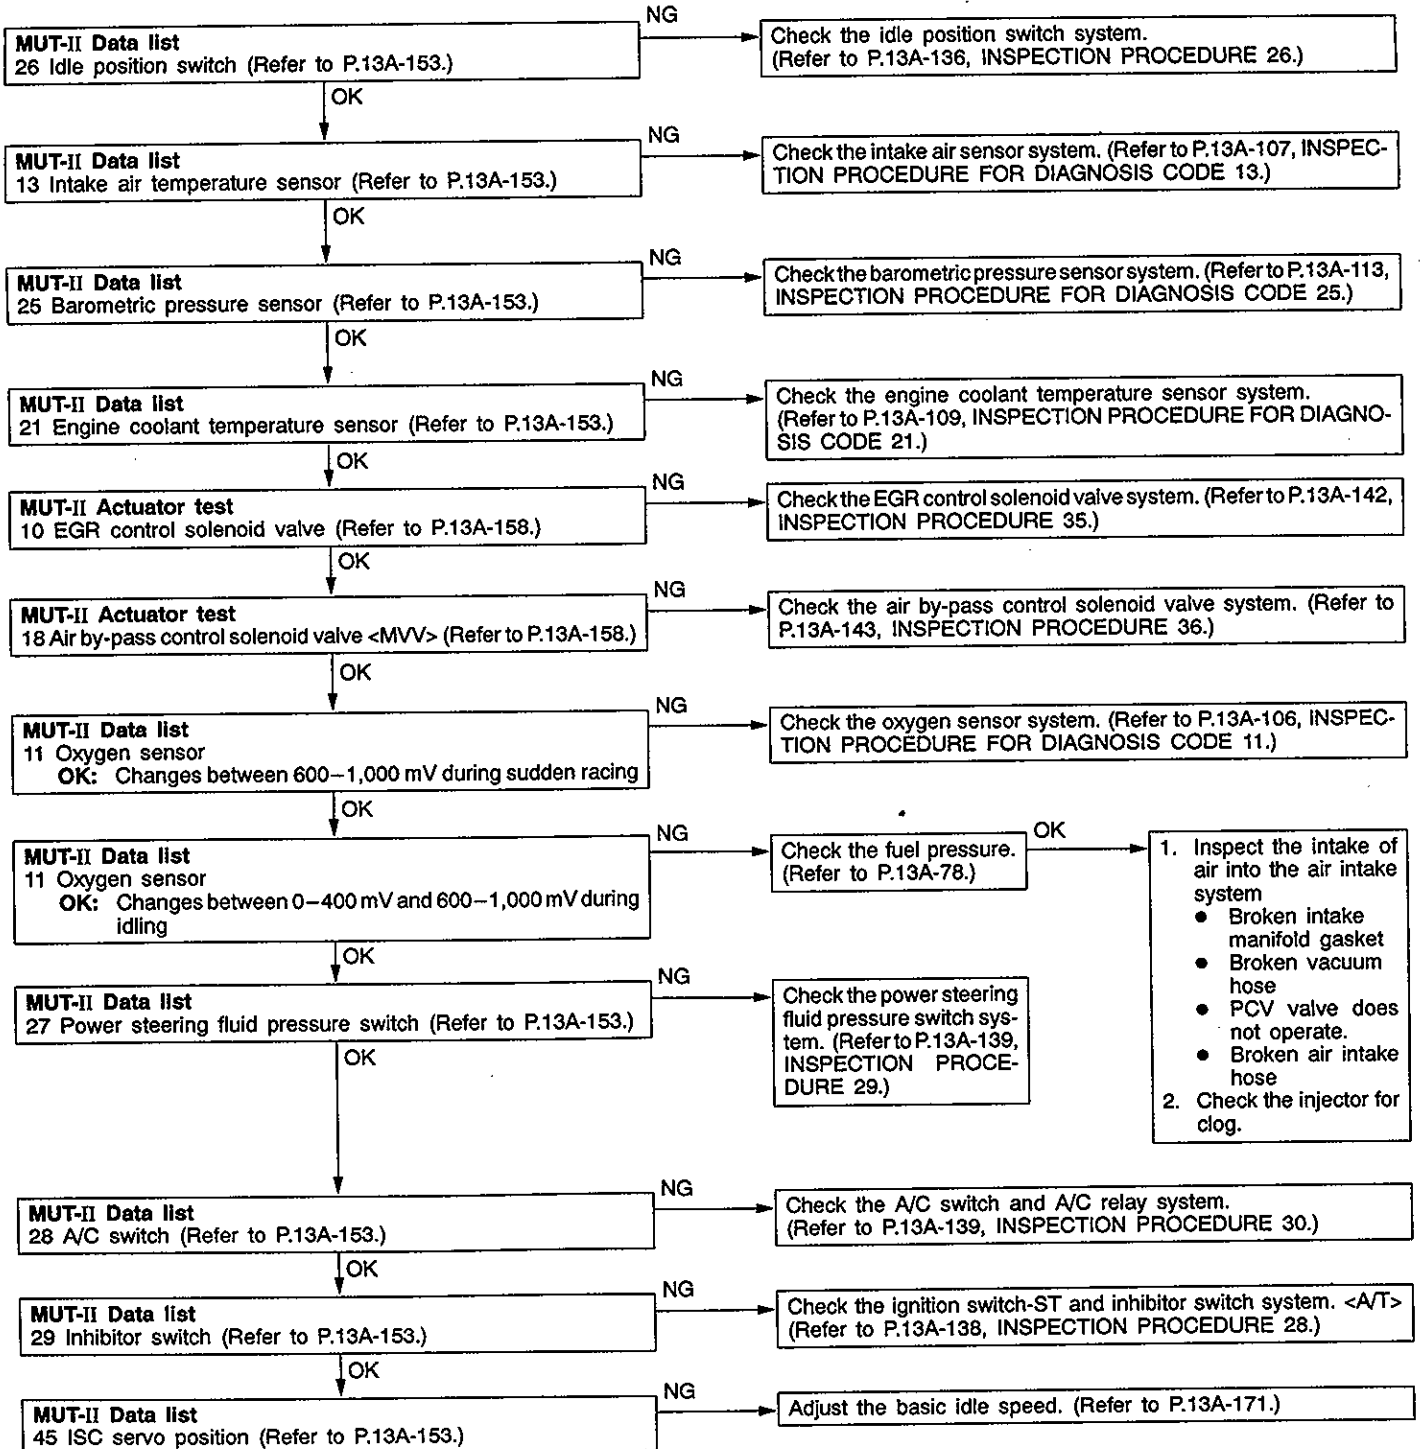 MUT-II Data list
26 Idle position switch (Refer to P.13A-153.)
NG
Check the idle position switch system.
(Refer to P.13A-136, INSPECTION PROCEDURE 26.)
OK
MUT-II Data list
13 Intake air temperature sensor (Refer to P.13A-153.)
NG
Check the intake air sensor system. (Refer to P.13A-107, INSPEC-
TION PROCEDURE FOR DIAGNOSIS CODE 13.)
OK
MUT-II Data list
25 Barometric pressure sensor (Refer to P.13A-153.)
NG
Check the barometric pressure sensor system. (Refer to P.13A-113,
INSPECTION PROCEDURE FOR DIAGNOSIS CODE 25.)
OK
MUT-II Data list
21 Engine coolant temperature sensor (Refer to P.13A-153.)
NG
Check the engine coolant temperature sensor system.
(Refer to P.13A-109, INSPECTION PROCEDURE FOR DIAGNO-
SIS CODE 21.)
OK
MUT-II Actuator test
10 EGR control solenoid valve (Refer to P.13A-158.)
NG
Check the EGR control solenoid valve system. (Refer to P.13A-142,
INSPECTION PROCEDURE 35.)
OK
MUT-II Actuator test
18 Air by-pass control solenoid valve <MVV> (Refer to P.13A-158.)
NG
Check the air by-pass control solenoid valve system. (Refer to
P.13A-143, INSPECTION PROCEDURE 36.)
OK
MUT-II Data list
11 Oxygen sensor
OK: Changes between 600–1,000 mV during sudden racing
NG
Check the oxygen sensor system. (Refer to P.13A-106, INSPEC-
TION PROCEDURE FOR DIAGNOSIS CODE 11.)
OK
MUT-II Data list
11 Oxygen sensor
OK: Changes between 0–400 mV and 600–1,000 mV during
idling
NG
Check the fuel pressure.
(Refer to P.13A-78.)
OK
1. Inspect the intake of
air into the air intake
system
● Broken intake
manifold gasket
● Broken vacuum
hose
● PCV valve does
not operate.
● Broken air intake
hose
2. Check the injector for
clog.
OK
MUT-II Data list
27 Power steering fluid pressure switch (Refer to P.13A-153.)
NG
Check the power steering
fluid pressure switch sys-
tem. (Refer to P.13A-139,
INSPECTION PROCE-
DURE 29.)
OK
MUT-II Data list
28 A/C switch (Refer to P.13A-153.)
NG
Check the A/C switch and A/C relay system.
(Refer to P.13A-139, INSPECTION PROCEDURE 30.)
OK
MUT-II Data list
29 Inhibitor switch (Refer to P.13A-153.)
NG
Check the ignition switch-ST and inhibitor switch system. <A/T>
(Refer to P.13A-138, INSPECTION PROCEDURE 28.)
OK
MUT-II Data list
45 ISC servo position (Refer to P.13A-153.)
NG
Adjust the basic idle speed. (Refer to P.13A-171.)